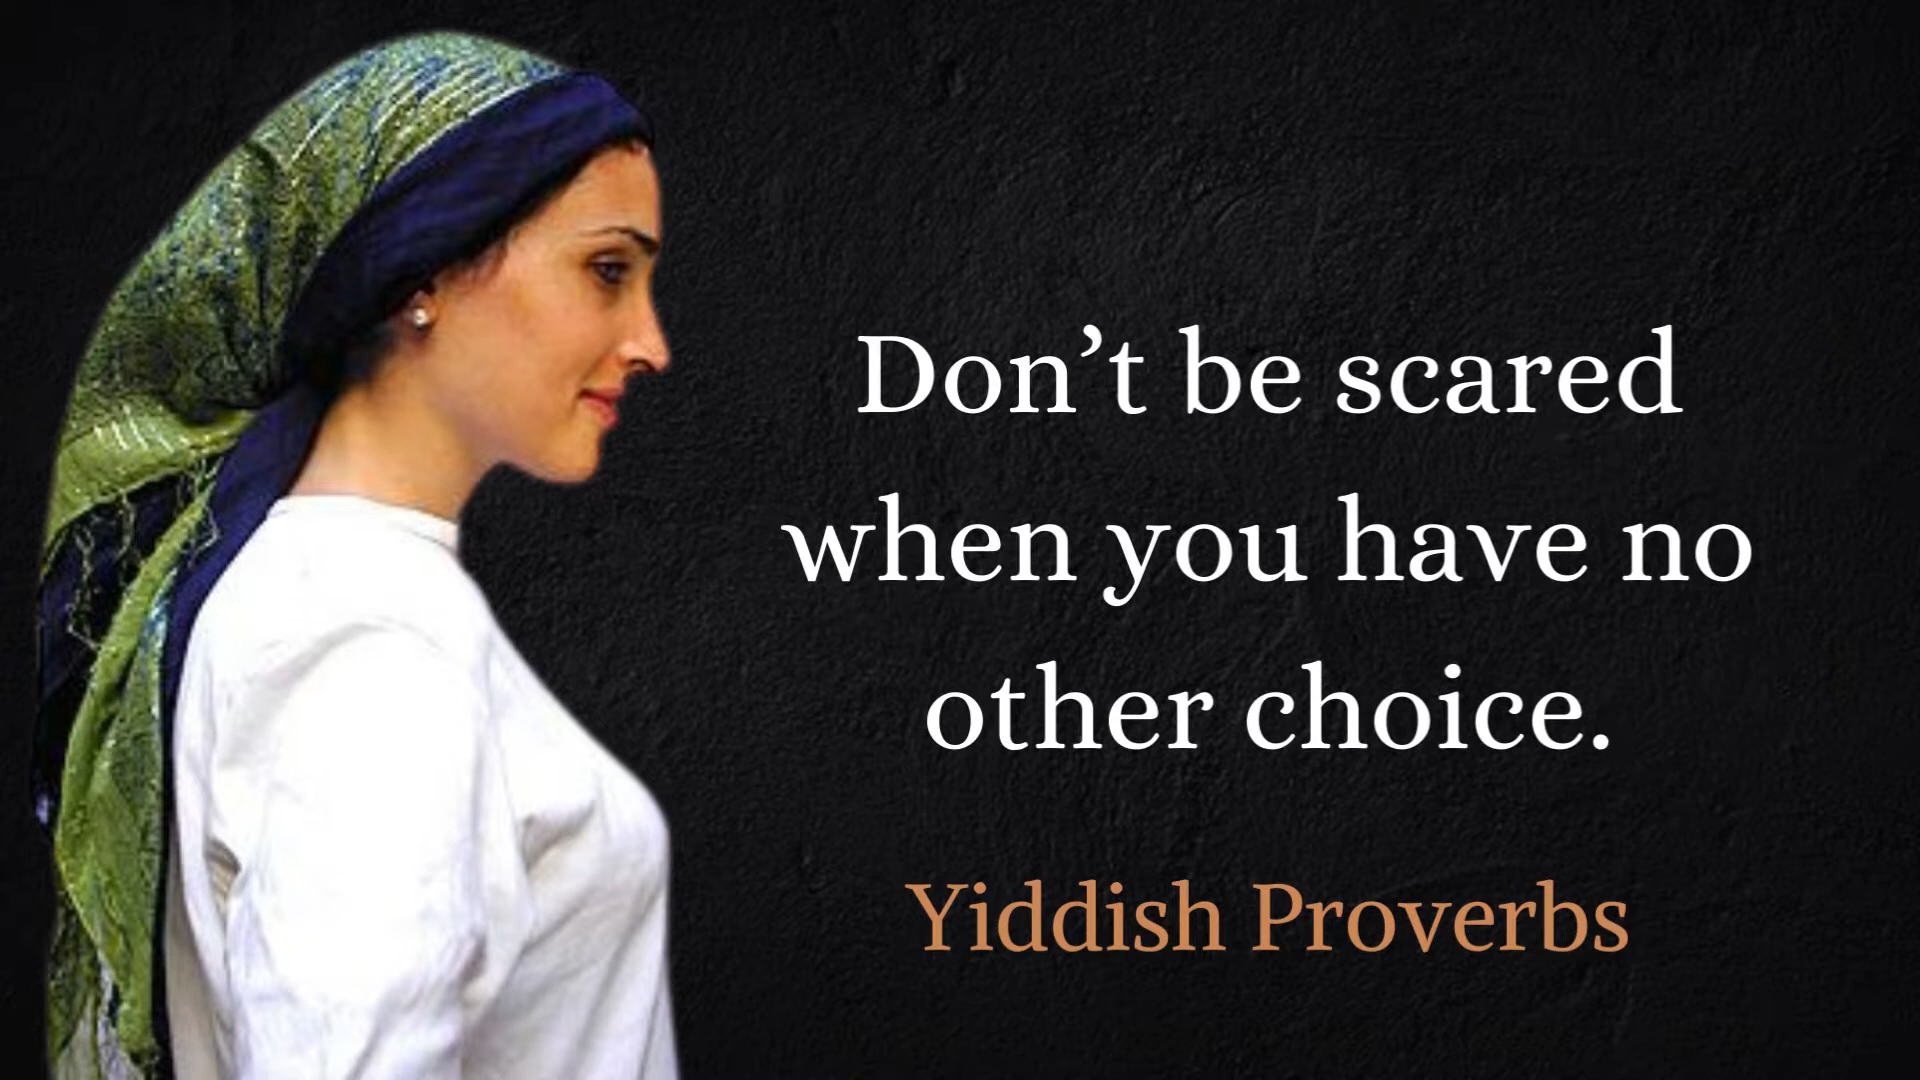 Don’t be scared
when you have no
other choice.
Yiddish Proverbs